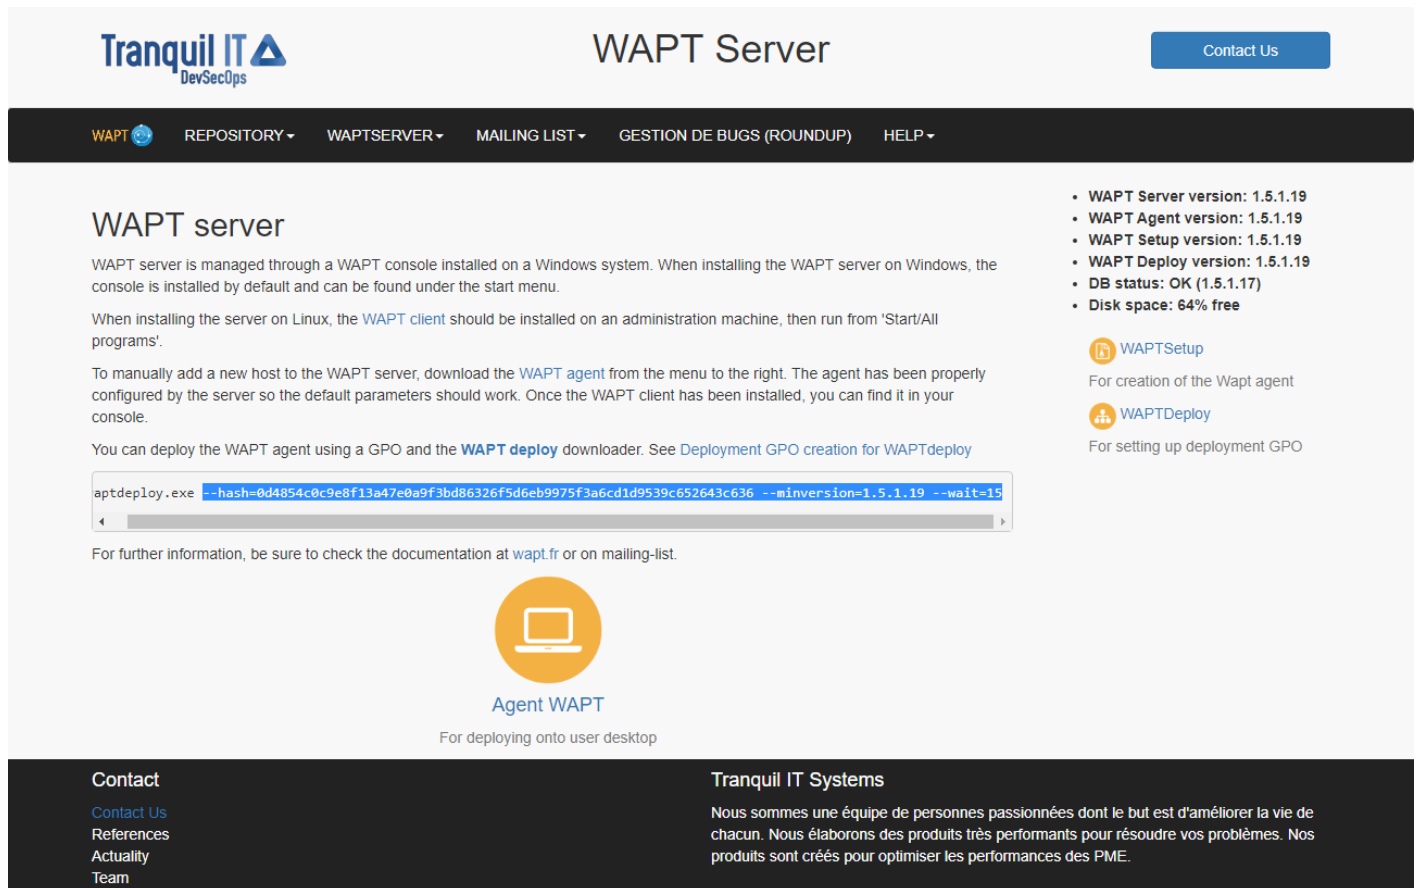 Tranquil IT
DevSecOps
WAPT Server
Contact Us
WAPT
REPOSITORY
WAPTSERVER
MAILING LIST
GESTION DE BUGS (ROUNDUP)
HELP
WAPT server
WAPT server is managed through a WAPT console installed on a Windows system. When installing the WAPT server on Windows, the
console is installed by default and can be found under the start menu.
When installing the server on Linux, the WAPT client should be installed on an administration machine, then run from 'Start/All
programs'.
To manually add a new host to the WAPT server, download the WAPT agent from the menu to the right. The agent has been properly
configured by the server so the default parameters should work. Once the WAPT client has been installed, you can find it in your
console.
You can deploy the WAPT agent using a GPO and the WAPT deploy downloader. See Deployment GPO creation for WAPTdeploy
aptdeploy.exe --hash=0d4854c0c9e8f13a47e0a9f3bd86326f5d6eb9975f3a6cd1d9539c652643c636 --minversion=1.5.1.19 --wait=15
For further information, be sure to check the documentation at wapt.fr or on mailing-list.
Agent WAPT
For deploying onto user desktop
• WAPT Server version: 1.5.1.19
• WAPT Agent version: 1.5.1.19
• WAPT Setup version: 1.5.1.19
• WAPT Deploy version: 1.5.1.19
• DB status: OK (1.5.1.17)
• Disk space: 64% free
WAPTSetup
For creation of the Wapt agent
WAPTDeploy
For setting up deployment GPO
Contact
Contact Us
References
Actuality
Team
Tranquil IT Systems
Nous sommes une équipe de personnes passionnées dont le but est d'améliorer la vie de
chacun. Nous élaborons des produits très performants pour résoudre vos problèmes. Nos
produits sont créés pour optimiser les performances des PME.